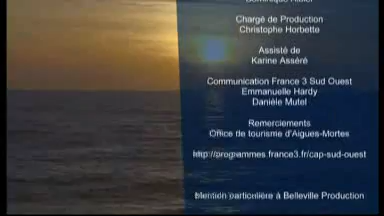 Chargé de Production
Christophe Horbette
Assisté de
Karine Asséré
Communication France 3 Sud Ouest
Emmanuelle Hardy
Danièle Mutel
Remerciements
Office de tourisme d'Aigues-Mortes
http://programmes.france3.fr/cap-sud-ouest
Mention particulière à Belleville Production